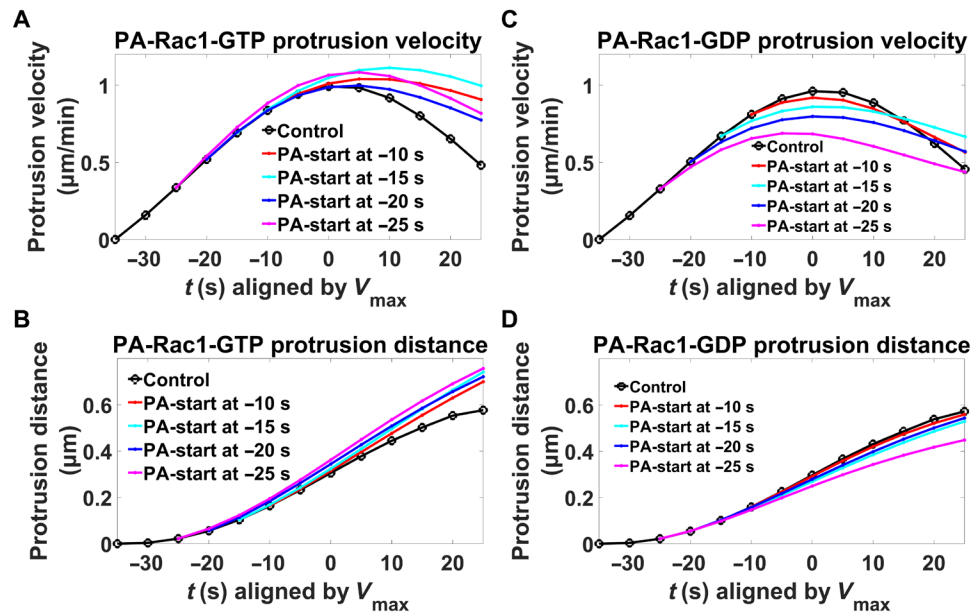 A
PA-Rac1-GTP protrusion velocity
Protrusion velocity
(μm/min)
1
0.5
0
Control
PA-start at –10 s
PA-start at –15 s
PA-start at –20 s
PA-start at –25 s
–30 –20 –10 0 10 20
t (s) aligned by Vmax
B
PA-Rac1-GTP protrusion distance
Protrusion distance
(μm)
0.6
0.4
0.2
0
Control
PA-start at –10 s
PA-start at –15 s
PA-start at –20 s
PA-start at –25 s
–30 –20 –10 0 10 20
t (s) aligned by Vmax
C
PA-Rac1-GDP protrusion velocity
Protrusion velocity
(μm/min)
1
0.5
0
Control
PA-start at –10 s
PA-start at –15 s
PA-start at –20 s
PA-start at –25 s
–30 –20 –10 0 10 20
t (s) aligned by Vmax
D
PA-Rac1-GDP protrusion distance
Protrusion distance
(μm)
0.6
0.4
0.2
0
Control
PA-start at –10 s
PA-start at –15 s
PA-start at –20 s
PA-start at –25 s
–30 –20 –10 0 10 20
t (s) aligned by Vmax